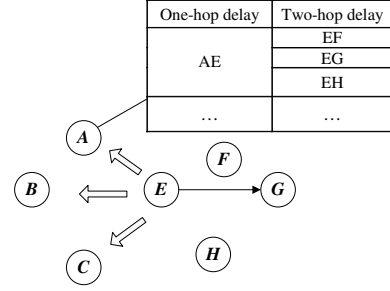 One-hop delay Two-hop delay
AE EF
EG
EH
... ...
A
F
B E G
H
C